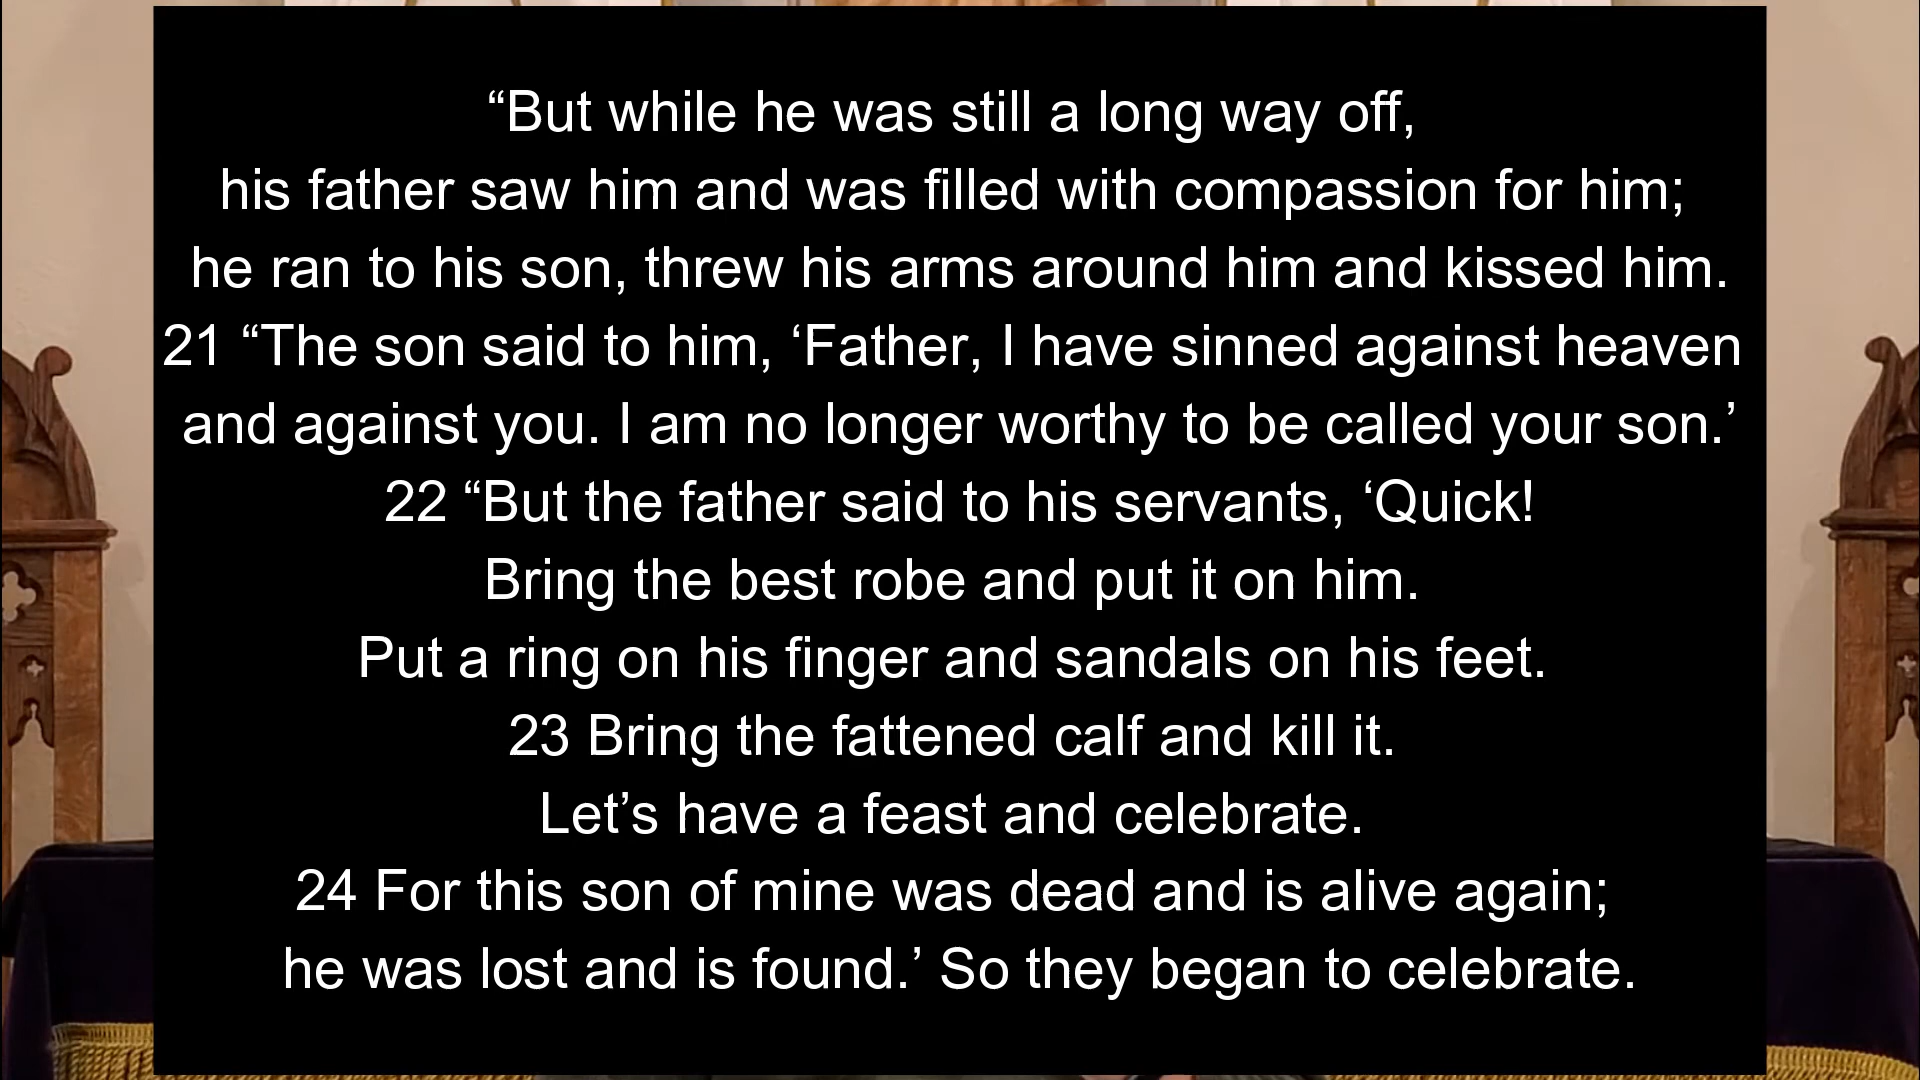 “But while he was still a long way off,
his father saw him and was filled with compassion for him;
he ran to his son, threw his arms around him and kissed him.
21 “The son said to him, ‘Father, I have sinned against heaven
and against you. I am no longer worthy to be called your son.’
22 “But the father said to his servants, ‘Quick!
Bring the best robe and put it on him.
Put a ring on his finger and sandals on his feet.
23 Bring the fattened calf and kill it.
Let’s have a feast and celebrate.
24 For this son of mine was dead and is alive again;
he was lost and is found.’ So they began to celebrate.